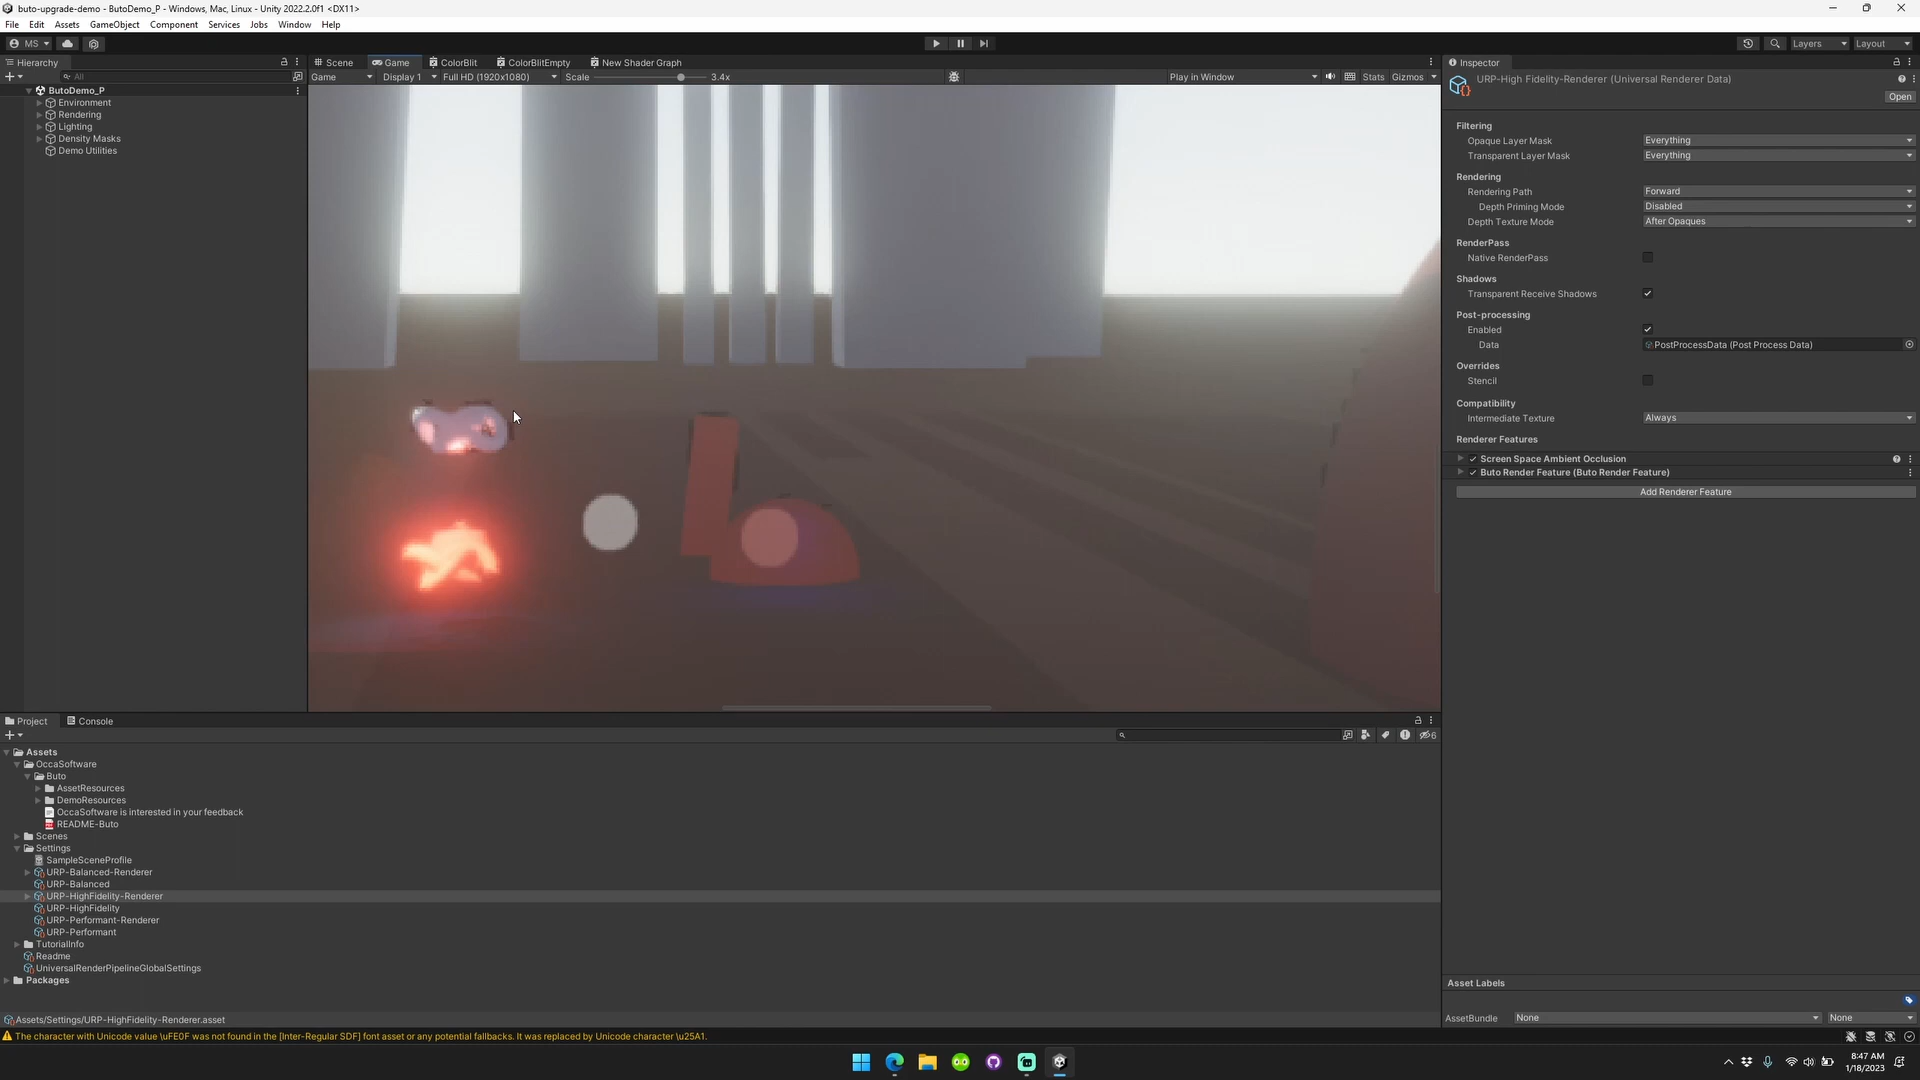 buto-upgrade-demo - ButoDemo_P - Windows, Mac, Linux - Unity 2022.2.0f1 <DX11>
File Edit Assets GameObject Component Services Jobs Window Help
MS
Layers Layout
Hierarchy
All
ButoDemo_P
Environment
Rendering
Lighting
Density Masks
Demo Utilities
Scene Game ColorBlit ColorBlitEmpty New Shader Graph
Game Display 1 Full HD (1920x1080) Scale 3.4x Play in Window Stats Gizmos
Inspector
URP-High Fidelity-Renderer (Universal Renderer Data)
Open
Filtering
Opaque Layer Mask Everything
Transparent Layer Mask Everything
Rendering
Rendering Path Forward
Depth Priming Mode Disabled
Depth Texture Mode After Opaques
RenderPass
Native RenderPass
Shadows
Transparent Receive Shadows
Post-processing
Enabled
Data PostProcessData (Post Process Data)
Overrides
Stencil
Compatibility
Intermediate Texture Always
Renderer Features
Screen Space Ambient Occlusion
Buto Render Feature (Buto Render Feature)
Add Renderer Feature
Project Console
6
Assets
OccaSoftware
Buto
AssetResources
DemoResources
OccaSoftware is interested in your feedback
README-Buto
Scenes
Settings
SampleSceneProfile
URP-Balanced-Renderer
URP-Balanced
URP-HighFidelity-Renderer
URP-HighFidelity
URP-Performant-Renderer
URP-Performant
TutorialInfo
Readme
UniversalRenderPipelineGlobalSettings
Packages
Assets/Settings/URP-HighFidelity-Renderer.asset
Asset Labels
AssetBundle None None
The character with Unicode value \uFE0F was not found in the [Inter-Regular SDF] font asset or any potential fallbacks. It was replaced by Unicode character \u25A1.
8:47 AM
1/18/2023